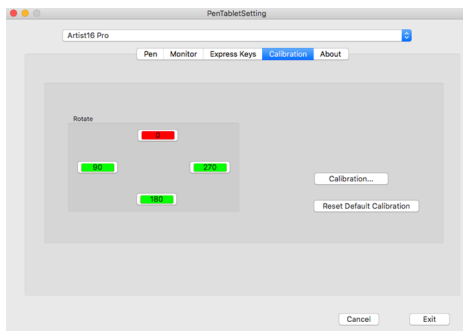 PenTabletSetting
Artist16 Pro
Pen Monitor Express Keys Calibration About
Rotate
0
90 270
180
Calibration...
Reset Default Calibration
Cancel Exit